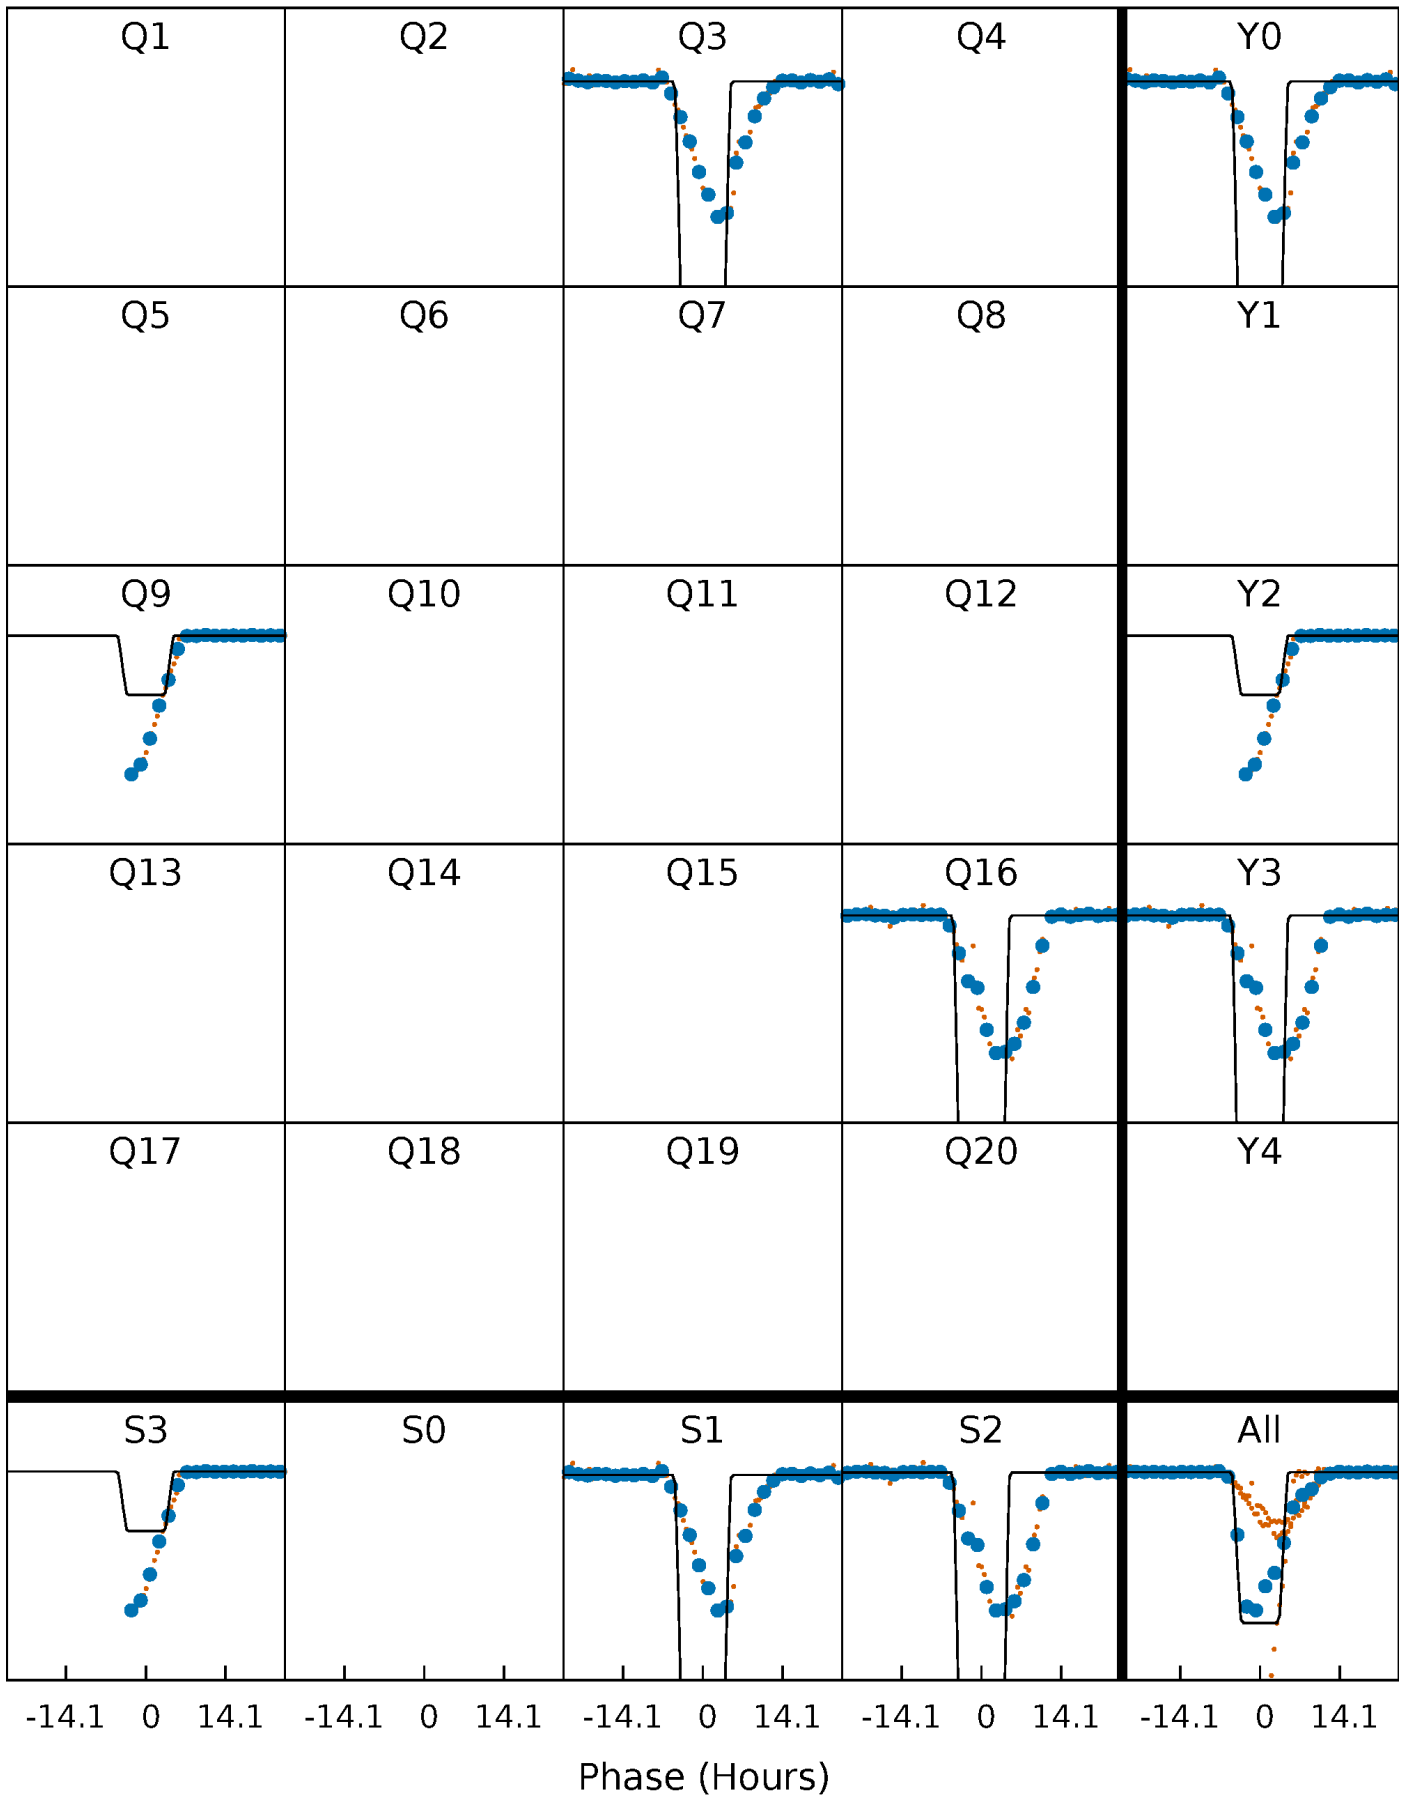 Q1 Q2 Q3 Q4 Y0
Q5 Q6 Q7 Q8 Y1
Q9 Q10 Q11 Q12 Y2
Q13 Q14 Q15 Q16 Y3
Q17 Q18 Q19 Q20 Y4
S3 S0 S1 S2 All
-14.1 0 14.1 -14.1 0 14.1 -14.1 0 14.1 -14.1 0 14.1 -14.1 0 14.1
Phase (Hours)